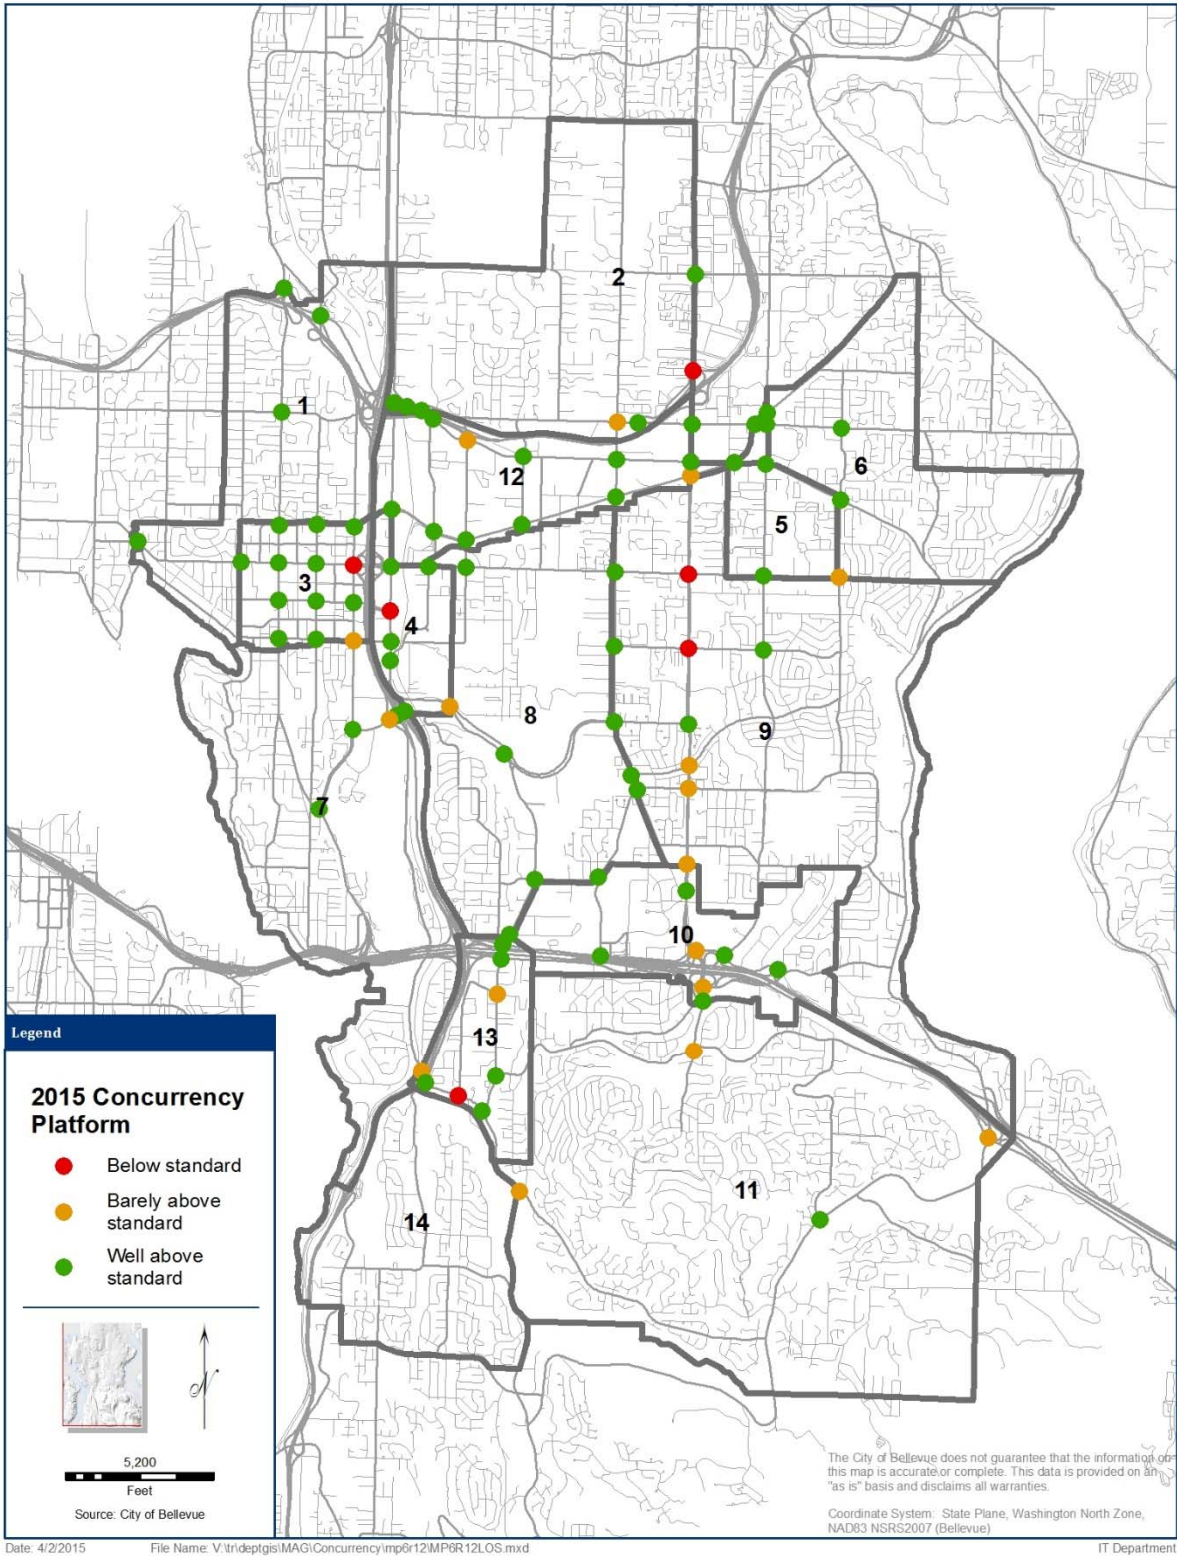 2
1
12
6
5
3
4
8
9
7
10
13
11
14
Legend
2015 Concurrency
Platform
Below standard
Barely above
standard
Well above
standard
N
5,200
Feet
Source: City of Bellevue
The City of Bellevue does not guarantee that the information on
this map is accurate or complete. This data is provided on an
"as is" basis and disclaims all warranties.
Coordinate System: State Plane, Washington North Zone,
NAD83 NSRS2007 (Bellevue)
Date: 4/2/2015 File Name: V:\tr\deptgis\MAG\Concurrency\mp6r12\MP6R12LOS.mxd IT Department